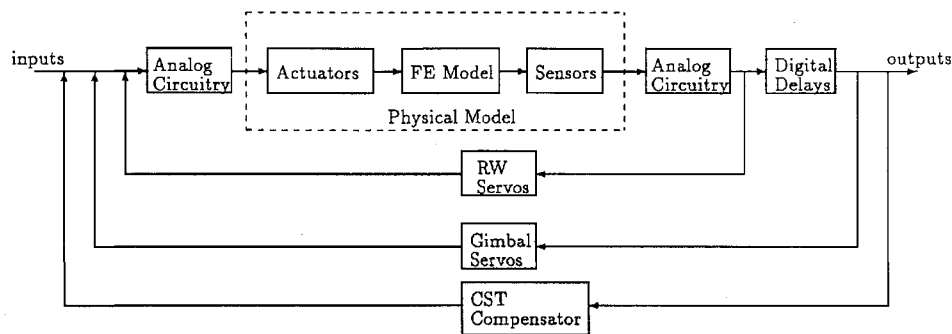 inputs
Analog
Circuitry
Actuators
FE Model
Sensors
Physical Model
Analog
Circuitry
Digital
Delays
outputs
RW
Servos
Gimbal
Servos
CST
Compensator